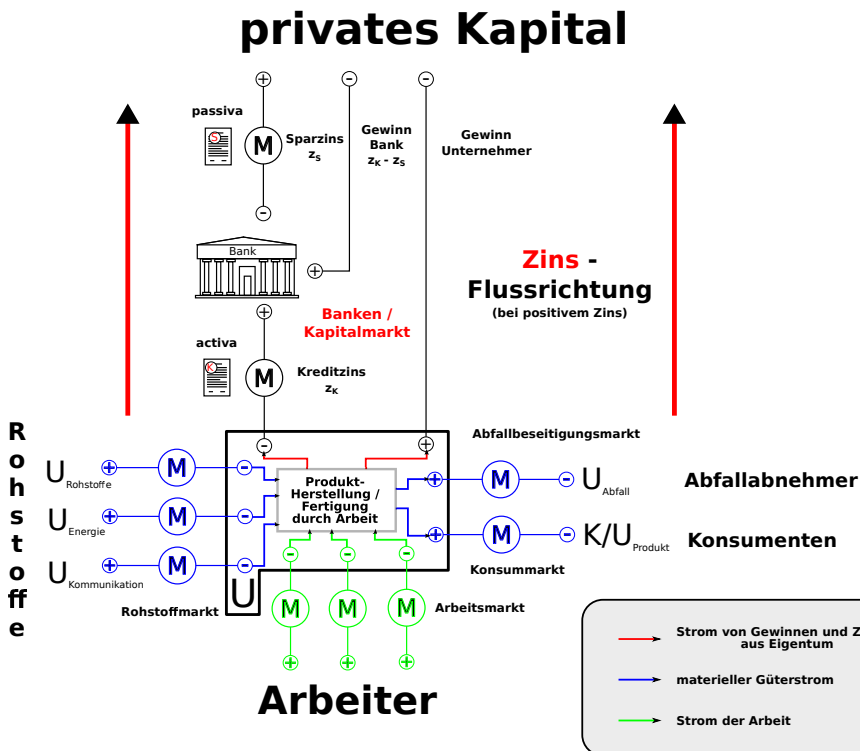 privates Kapital
+
-
-
passiva
S
M
Sparzins
zS
Gewinn
Bank
zK - zS
Gewinn
Unternehmer
-
Bank
+
Zins -
Flussrichtung
(bei positivem Zins)
Banken /
Kapitalmarkt
+
activa
K
M
Kreditzins
zK
-
+
Rohstoffe
URohstoffe
+
M
-
UEnergie
+
M
-
UKommunikation
+
M
-
Rohstoffmarkt
U
Produkt-
Herstellung /
Fertigung
durch Arbeit
Abfallbeseitigungsmarkt
+
M
-
UAbfall
Abfallabnehmer
+
M
-
K/UProdukt
Konsumenten
Konsummarkt
-
-
-
M
M
M
Arbeitsmarkt
+
+
+
Arbeiter
Strom von Gewinnen und Z
aus Eigentum
materieller Güterstrom
Strom der Arbeit